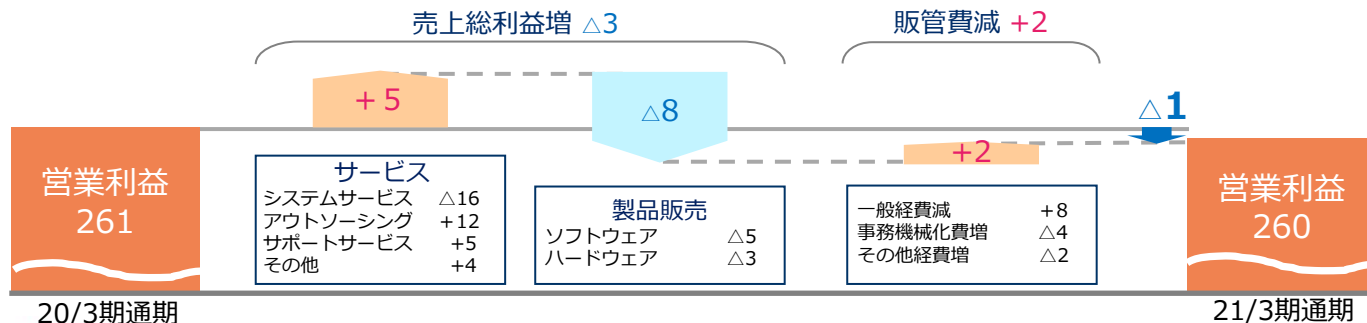 売上総利益増 △3
販管費減 +2
+5
△8
+2
△1
営業利益
261
サービス
システムサービス △16
アウトソーシング +12
サポートサービス +5
その他 +4
製品販売
ソフトウェア △5
ハードウェア △3
一般経費減 +8
事務機械化費増 △4
その他経費増 △2
営業利益
260
20/3期通期
21/3期通期